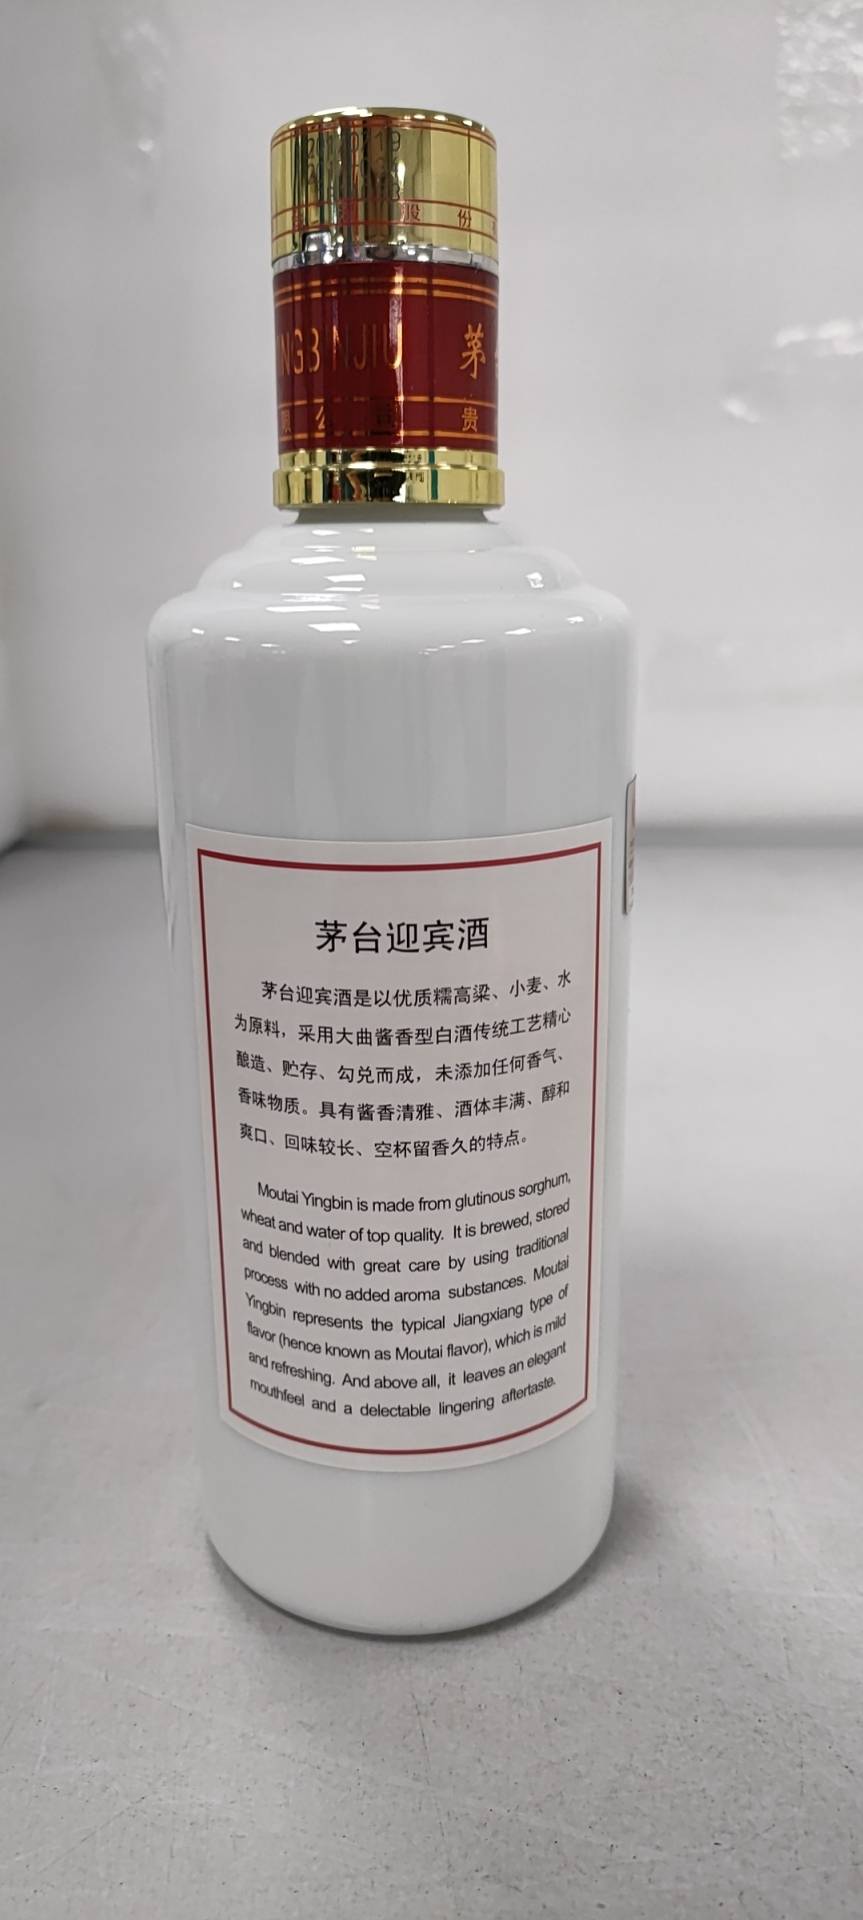 股 份
NGBINJIU 茅
限 公 司 贵
茅台迎宾酒
茅台迎宾酒是以优质糯高粱、小麦、水
为原料，采用大曲酱香型白酒传统工艺精心
酿造、贮存、勾兑而成，未添加任何香气、
香味物质。具有酱香清雅、酒体丰满、醇和
爽口、回味较长、空杯留香久的特点。
Moutai Yingbin is made from glutinous sorghum,
wheat and water of top quality. It is brewed, stored
and blended with great care by using traditional
process with no added aroma substances. Moutai
Yingbin represents the typical Jiangxiang type of
flavor (hence known as Moutai flavor), which is mild
and refreshing. And above all, it leaves an elegant
mouthfeel and a delectable lingering aftertaste.